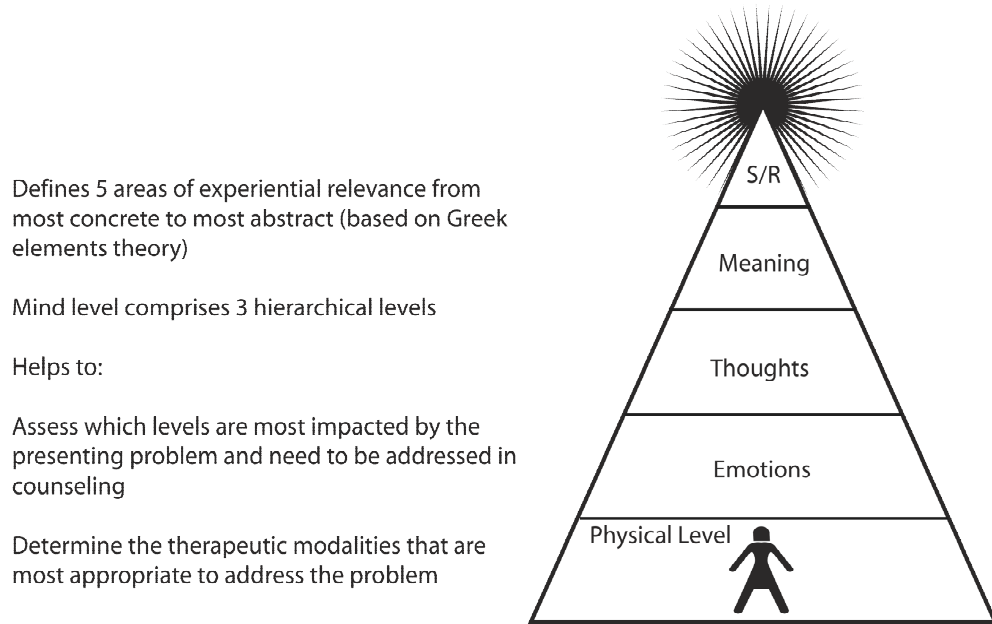 Defines 5 areas of experiential relevance from
most concrete to most abstract (based on Greek
elements theory)
Mind level comprises 3 hierarchical levels
Helps to:
Assess which levels are most impacted by the
presenting problem and need to be addressed in
counseling
Determine the therapeutic modalities that are
most appropriate to address the problem
S/R
Meaning
Thoughts
Emotions
Physical Level